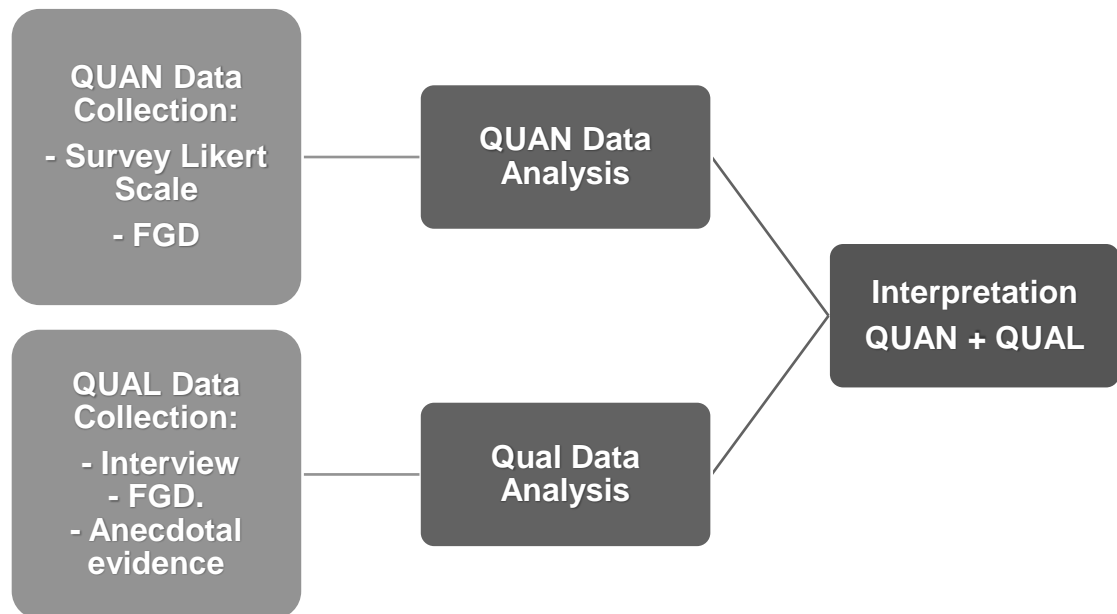 QUAN Data
Collection:
- Survey Likert
Scale
- FGD
QUAN Data
Analysis
QUAL Data
Collection:
- Interview
- FGD.
- Anecdotal
evidence
Qual Data
Analysis
Interpretation
QUAN + QUAL